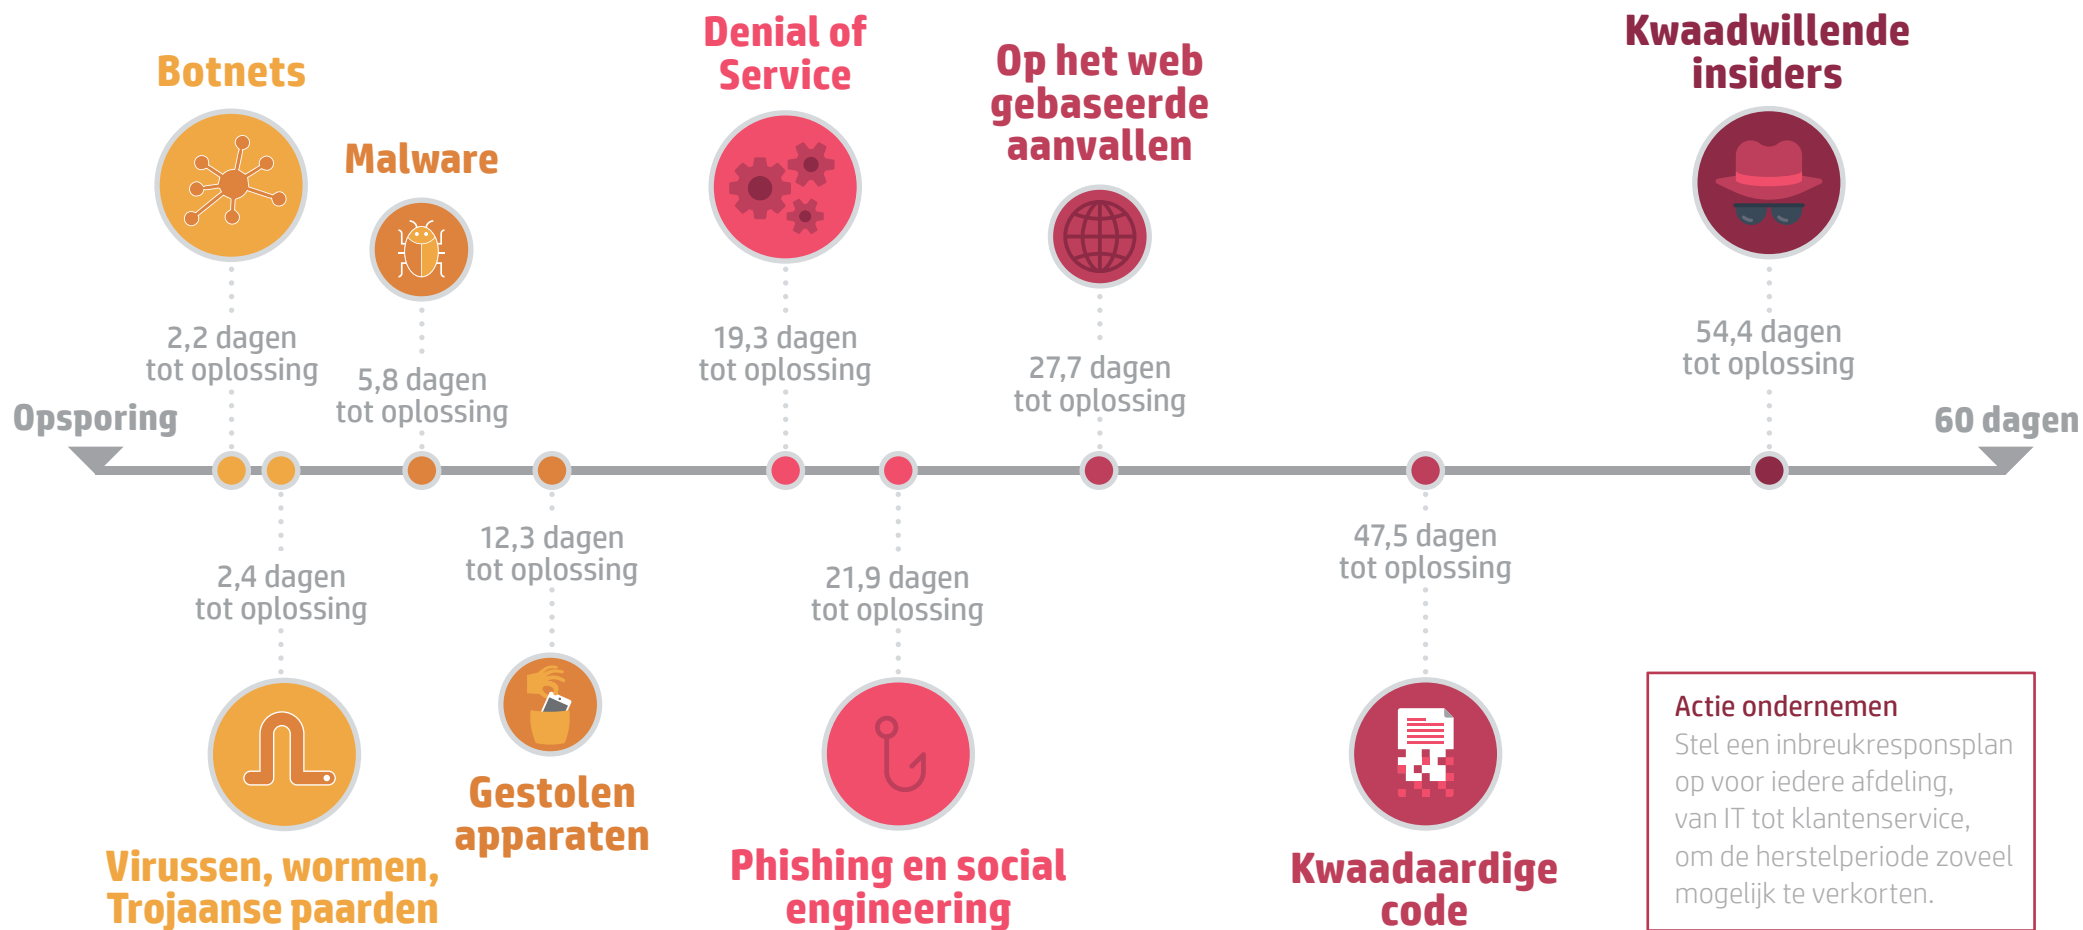 Botnets
2,2 dagen
tot oplossing
Malware
5,8 dagen
tot oplossing
Denial of
Service
19,3 dagen
tot oplossing
Op het web
gebaseerde
aanvallen
27,7 dagen
tot oplossing
Kwaadwillende
insiders
54,4 dagen
tot oplossing
Opsporing
60 dagen
2,4 dagen
tot oplossing
Virussen, wormen,
Trojaanse paarden
12,3 dagen
tot oplossing
Gestolen
apparaten
21,9 dagen
tot oplossing
Phishing en social
engineering
47,5 dagen
tot oplossing
Kwaadaardige
code
Actie ondernemen
Stel een inbreukresponsplan
op voor iedere afdeling,
van IT tot klantenservice,
om de herstelperiode zoveel
mogelijk te verkorten.